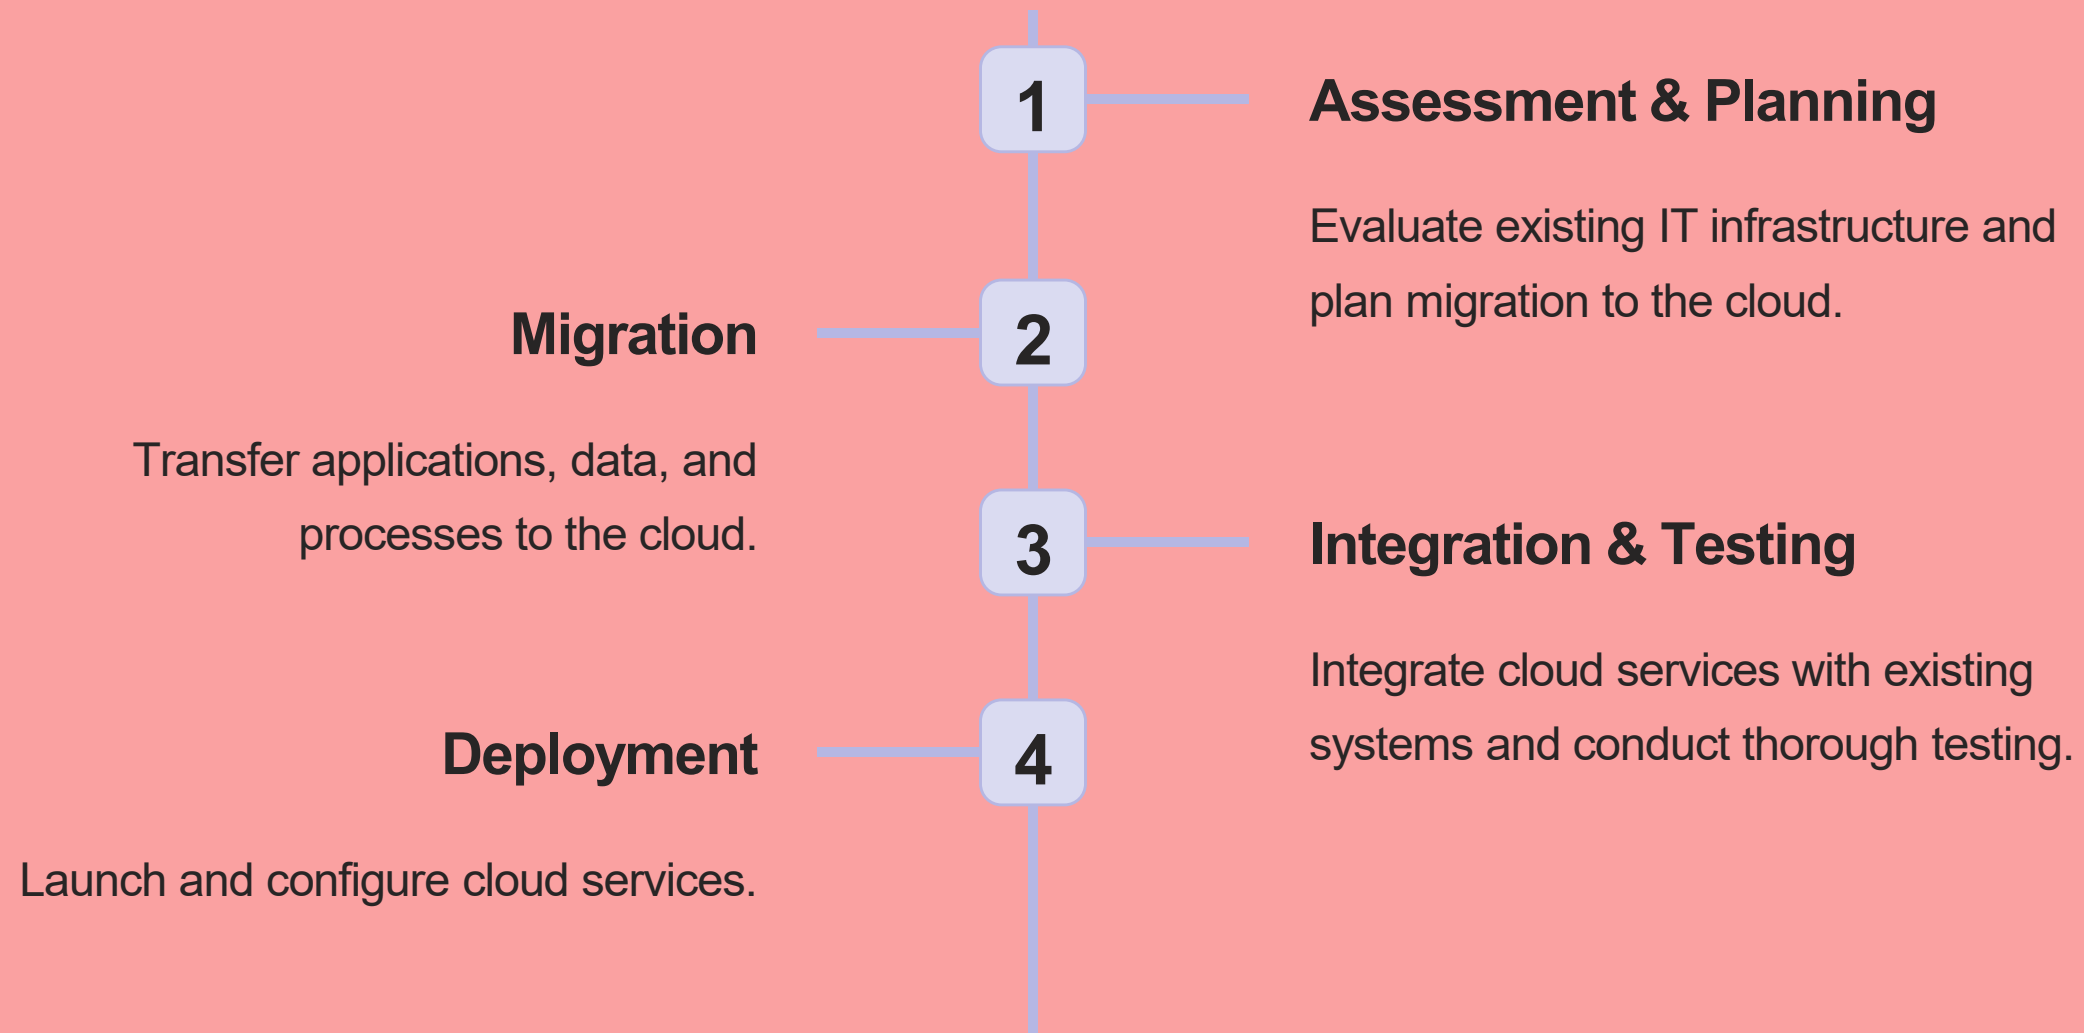 1
Assessment & Planning
Evaluate existing IT infrastructure and
plan migration to the cloud.
2
Migration
Transfer applications, data, and
processes to the cloud.
3
Integration & Testing
Integrate cloud services with existing
systems and conduct thorough testing.
4
Deployment
Launch and configure cloud services.